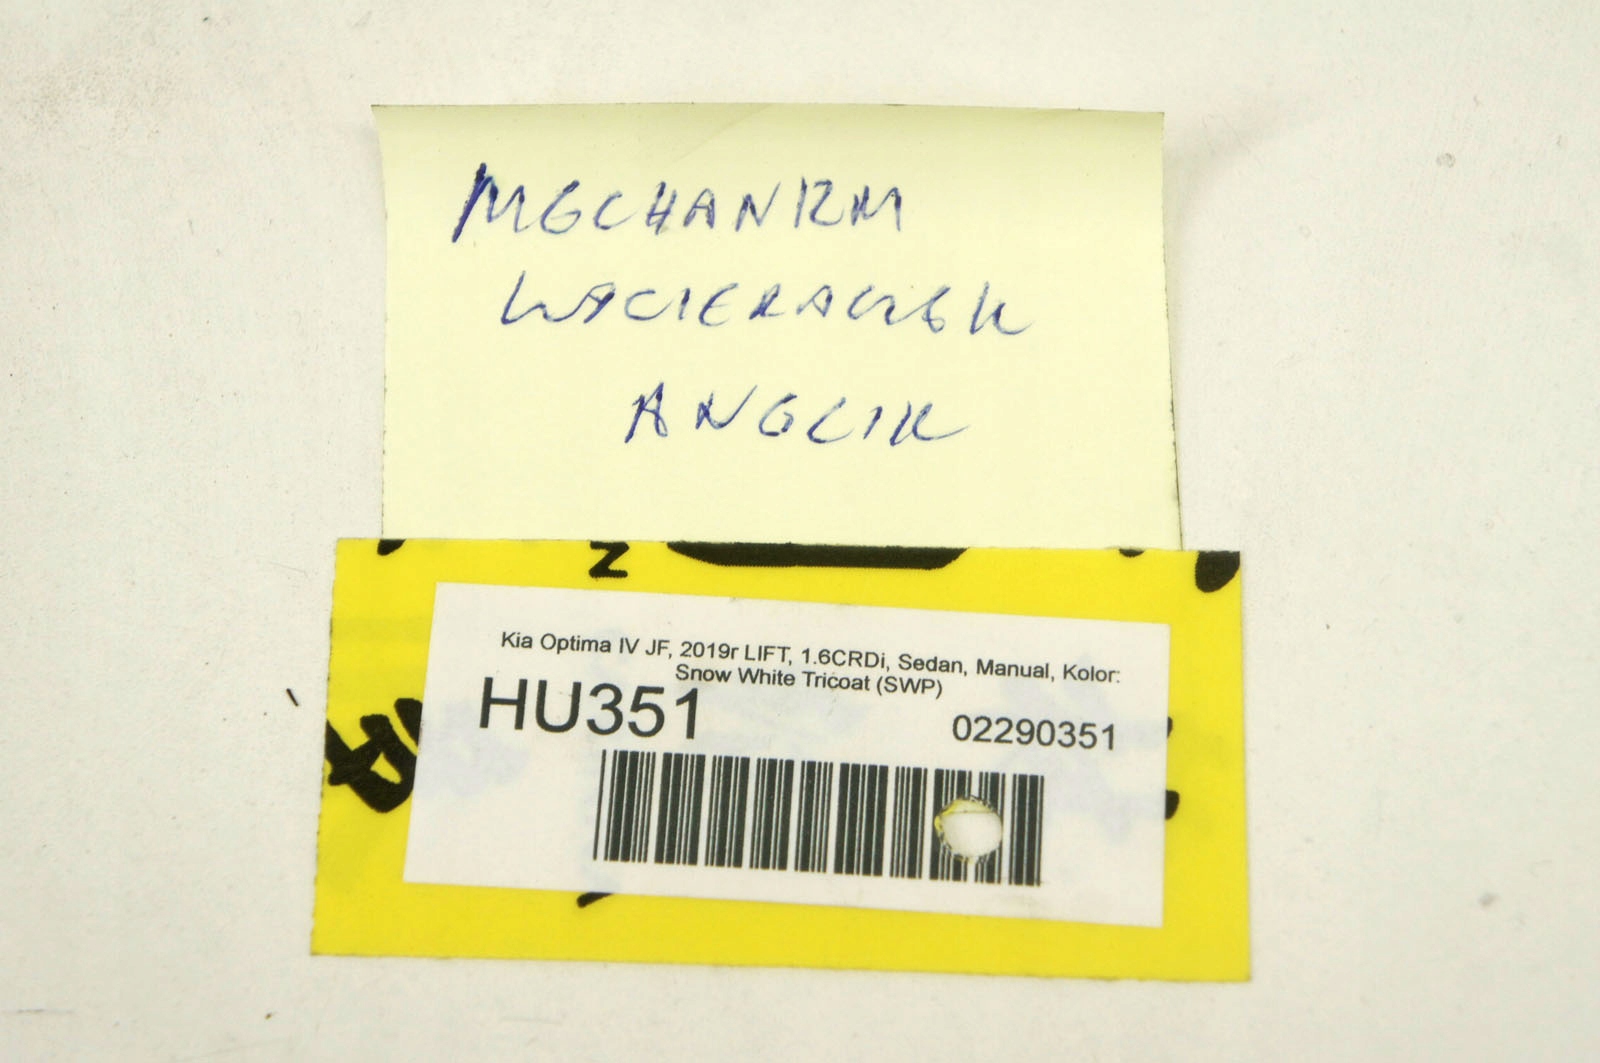 MECHANIZM
WYCIERACZEK
ANGLIK
N
Kia Optima IV JF, 2019r LIFT, 1.6CRDi, Sedan, Manual, Kolor:
Snow White Tricoat (SWP)
HU351
02290351